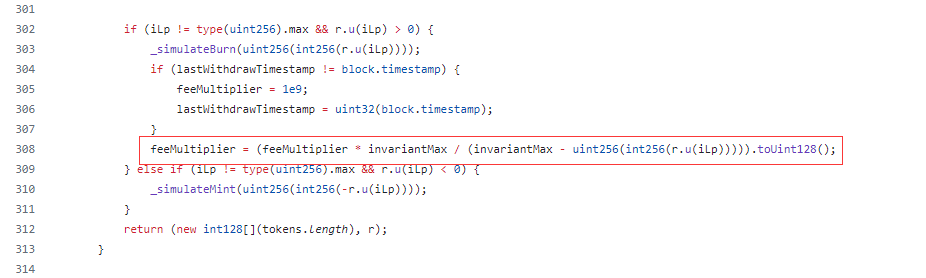 301
302 if (iLp != type(uint256).max && r.u(iLp) > 0) {
303 _simulateBurn(uint256(int256(r.u(iLp))));
304 if (lastWithdrawTimestamp != block.timestamp) {
305 feeMultiplier = 1e9;
306 lastWithdrawTimestamp = uint32(block.timestamp);
307 }
308 feeMultiplier = (feeMultiplier * invariantMax / (invariantMax - uint256(int256(r.u(iLp))))).toUint128();
309 } else if (iLp != type(uint256).max && r.u(iLp) < 0) {
310 _simulateMint(uint256(int256(-r.u(iLp))));
311 }
312 return (new int128[](tokens.length), r);
313 }
314